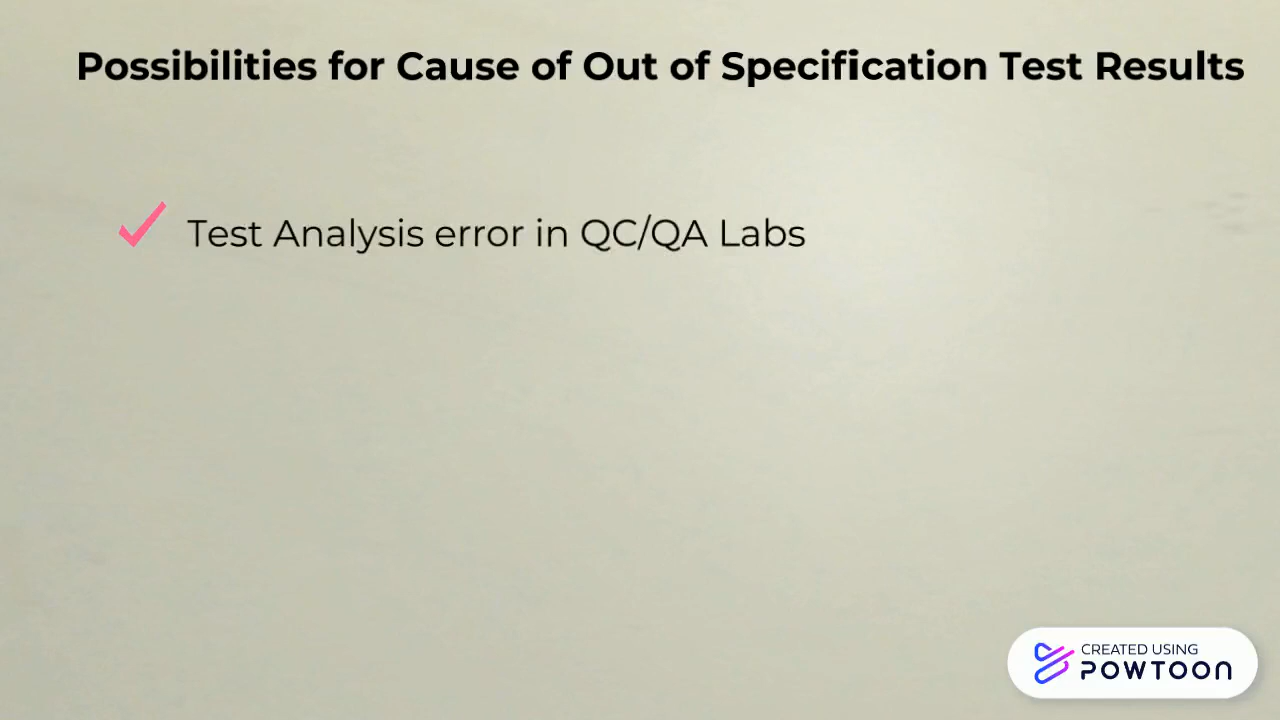 Possibilities for Cause of Out of Specification Test Results
Test Analysis error in QC/QA Labs
CREATED USING
POWTOON